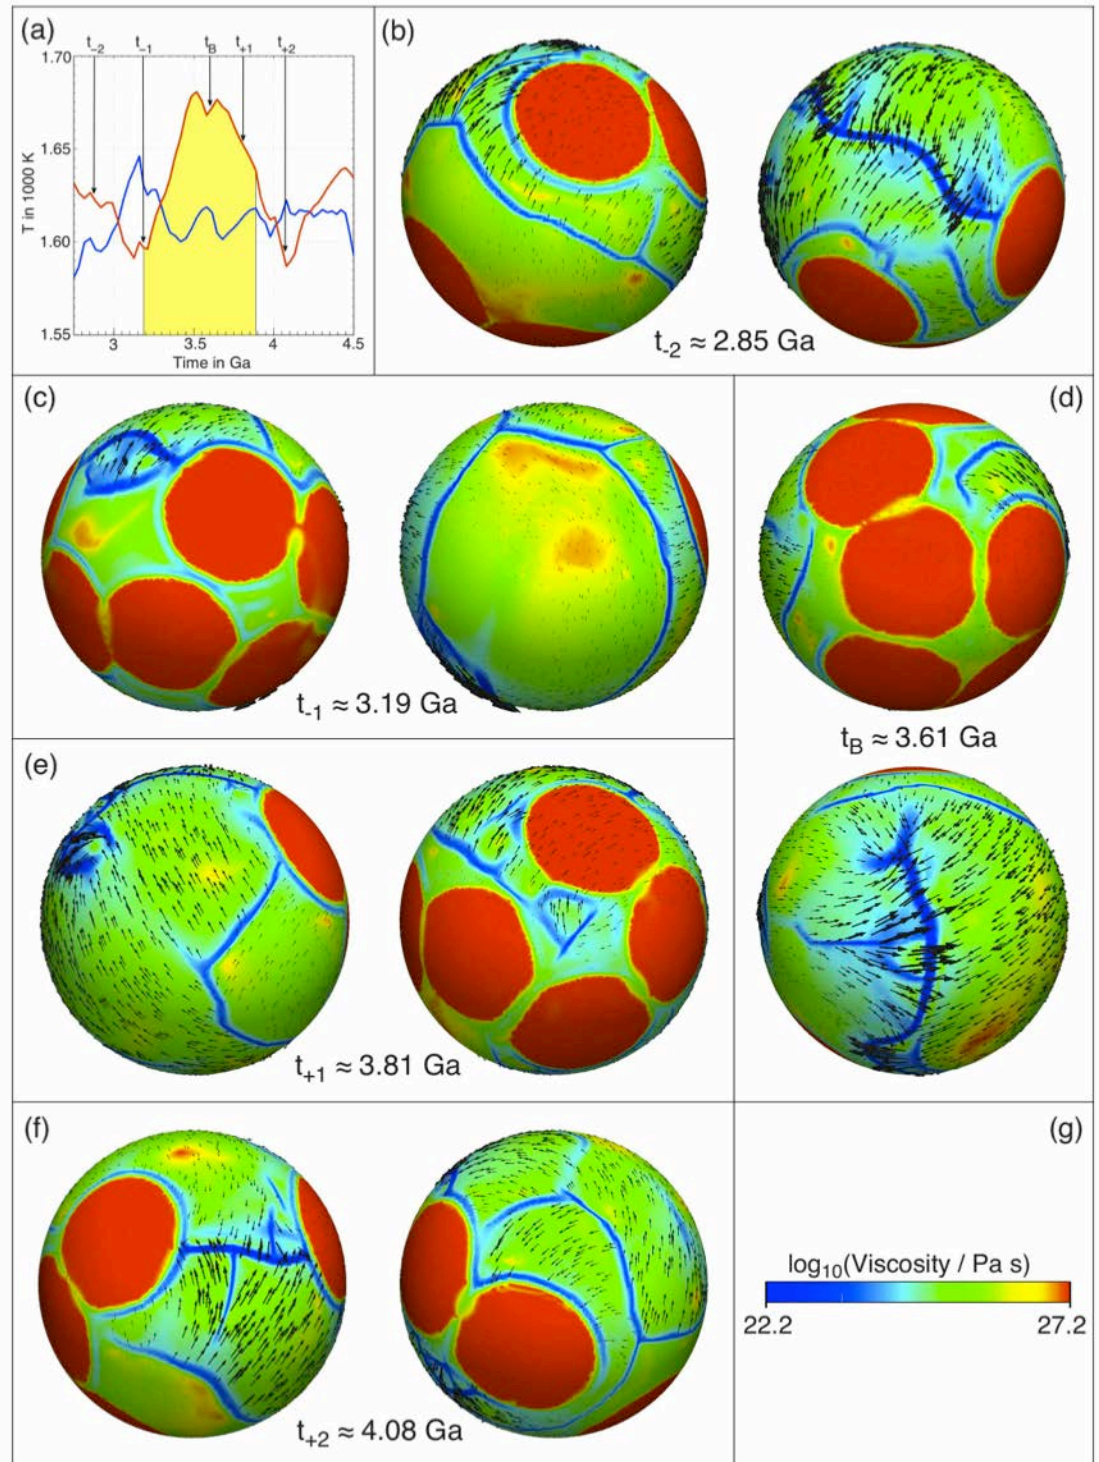 (a)
t₋₂ t₋₁ t_B t₊₁ t₊₂
1.70
1.65
1.60
1.55
T in 1000 K
3 3.5 4 4.5
Time in Ga
(b)
t₋₂ ≈ 2.85 Ga
(c)
t₋₁ ≈ 3.19 Ga
(d)
t_B ≈ 3.61 Ga
(e)
t₊₁ ≈ 3.81 Ga
(f)
t₊₂ ≈ 4.08 Ga
(g)
log₁₀(Viscosity / Pa s)
22.2 27.2